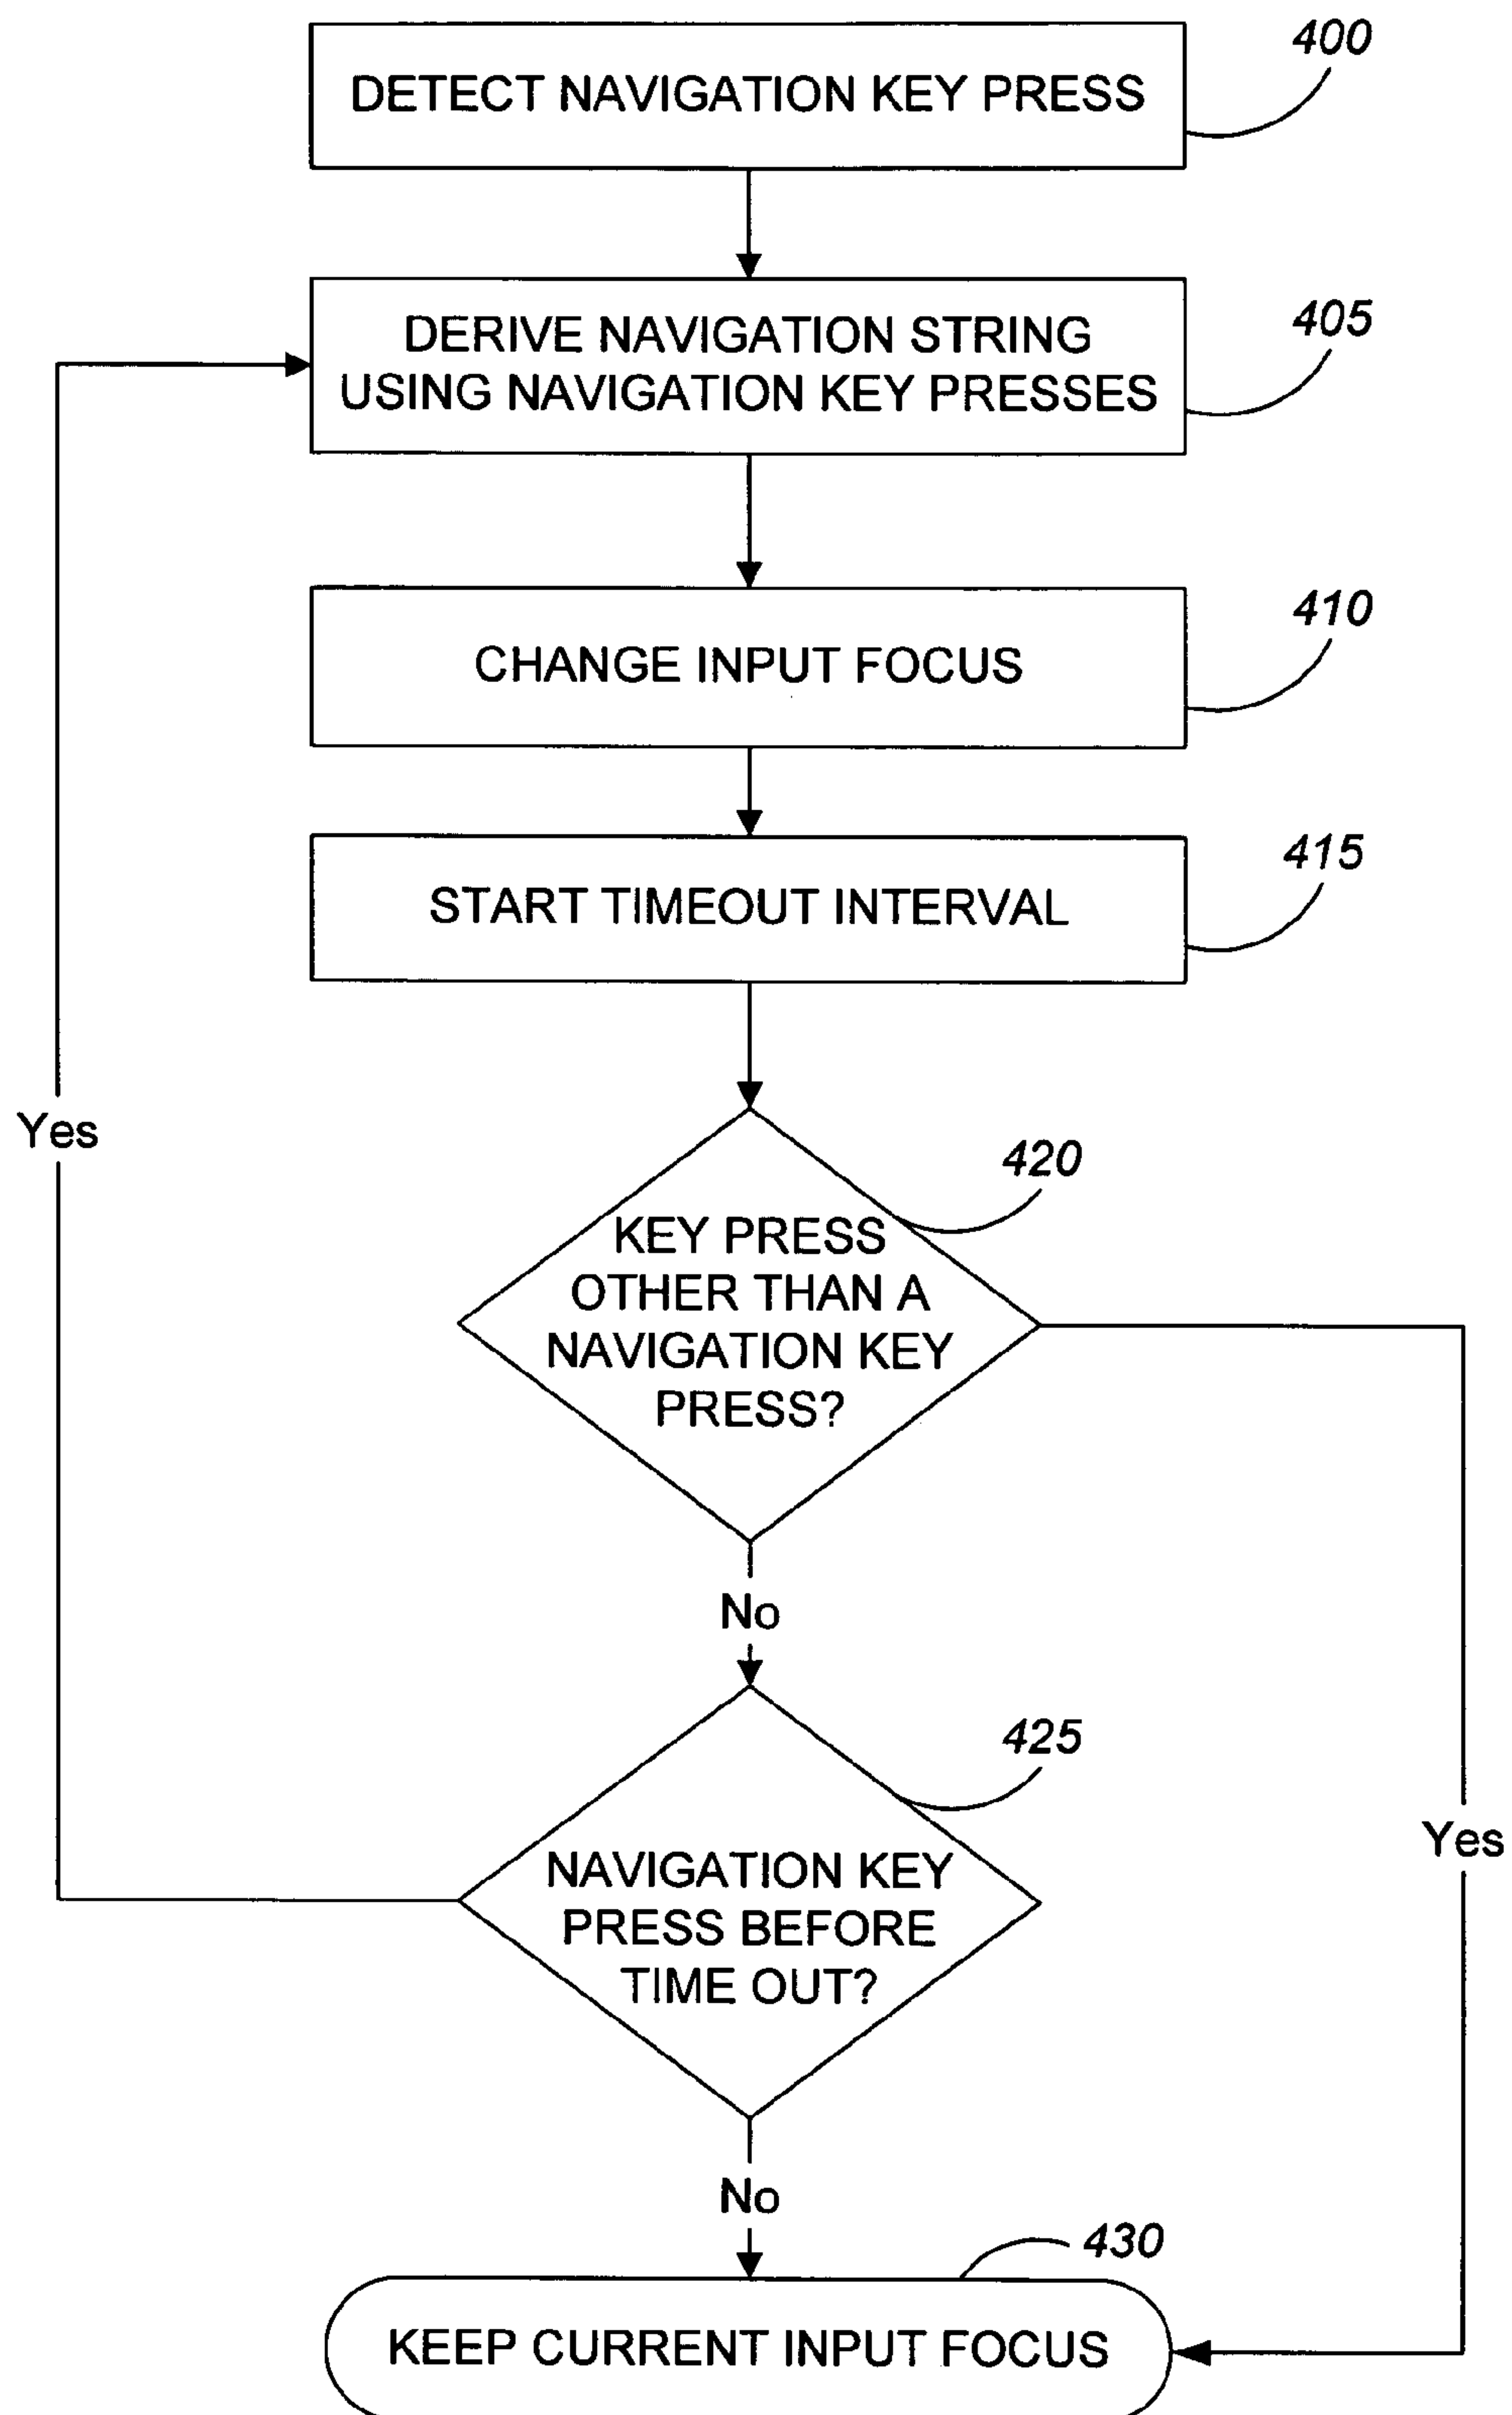 400
DETECT NAVIGATION KEY PRESS
405
DERIVE NAVIGATION STRING
USING NAVIGATION KEY PRESSES
410
CHANGE INPUT FOCUS
415
START TIMEOUT INTERVAL
Yes
420
KEY PRESS
OTHER THAN A
NAVIGATION KEY
PRESS?
No
425
Yes
NAVIGATION KEY
PRESS BEFORE
TIME OUT?
No
430
KEEP CURRENT INPUT FOCUS